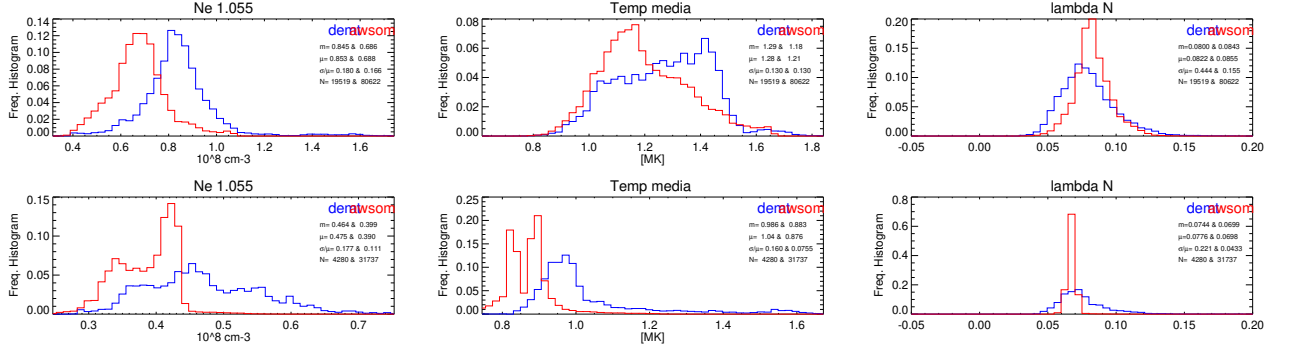 Ne 1.055
Freq. Histogram
0.14
0.12
0.10
0.08
0.06
0.04
0.02
0.00
0.4 0.6 0.8 1.0 1.2 1.4 1.6
10^8 cm-3
demt awsom
m= 0.845 & 0.686
μ= 0.853 & 0.688
σ/μ= 0.180 & 0.166
N= 19519 & 80622
Temp media
Freq. Histogram
0.08
0.06
0.04
0.02
0.00
0.8 1.0 1.2 1.4 1.6 1.8
[MK]
demt awsom
m= 1.29 & 1.18
μ= 1.28 & 1.21
σ/μ= 0.130 & 0.130
N= 19519 & 80622
lambda N
Freq. Histogram
0.20
0.15
0.10
0.05
0.00
-0.05 0.00 0.05 0.10 0.15 0.20
demt awsom
m=0.0800 & 0.0843
μ=0.0822 & 0.0855
σ/μ= 0.444 & 0.155
N= 19519 & 80622
Ne 1.055
Freq. Histogram
0.15
0.10
0.05
0.00
0.3 0.4 0.5 0.6 0.7
10^8 cm-3
demt awsom
m= 0.464 & 0.399
μ= 0.475 & 0.390
σ/μ= 0.177 & 0.111
N= 4280 & 31737
Temp media
Freq. Histogram
0.25
0.20
0.15
0.10
0.05
0.00
0.8 1.0 1.2 1.4 1.6
[MK]
demt awsom
m= 0.986 & 0.883
μ= 1.04 & 0.876
σ/μ= 0.160 & 0.0755
N= 4280 & 31737
lambda N
Freq. Histogram
0.8
0.6
0.4
0.2
0.0
-0.05 0.00 0.05 0.10 0.15 0.20
demt awsom
m=0.0744 & 0.0699
μ=0.0776 & 0.0698
σ/μ= 0.221 & 0.0433
N= 4280 & 31737